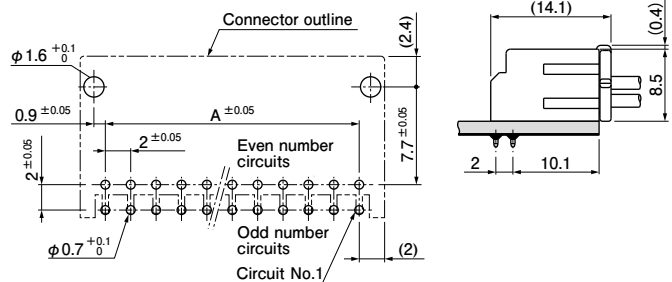 Connector outline
(2.4)
φ1.6 +0.1 0
0.9 ±0.05
A ±0.05
2 ±0.05
7.7 ±0.05
2 ±0.05
Even number
circuits
φ0.7 +0.1 0
Odd number
circuits
Circuit No.1
(2)
(14.1)
(0.4)
8.5
2
10.1